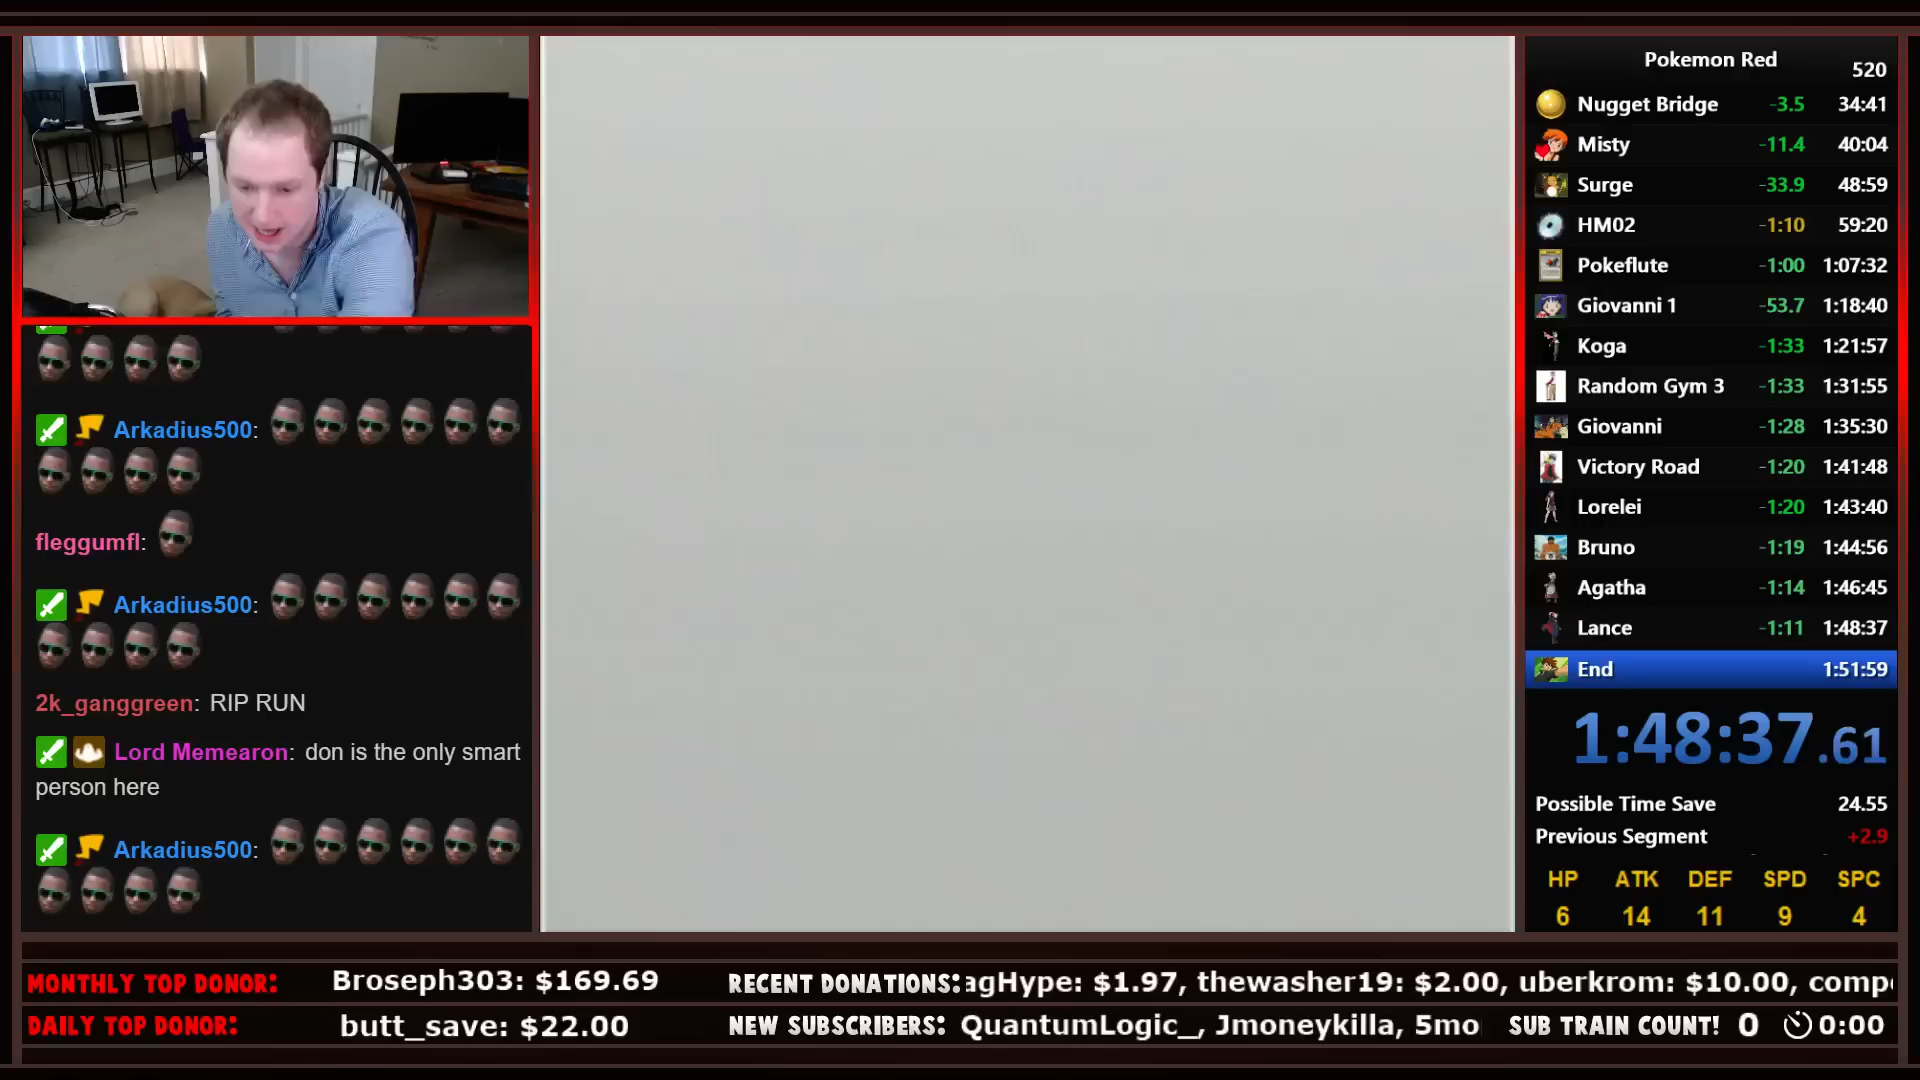 Arkadius500:
fleggumfl:
Arkadius500:
2k_ganggreen: RIP RUN
Lord Memearon: don is the only smart
person here
Arkadius500:
Pokemon Red 520
Nugget Bridge -3.5 34:41
Misty -11.4 40:04
Surge -33.9 48:59
HM02 -1:10 59:20
Pokeflute -1:00 1:07:32
Giovanni 1 -53.7 1:18:40
Koga -1:33 1:21:57
Random Gym 3 -1:33 1:31:55
Giovanni -1:28 1:35:30
Victory Road -1:20 1:41:48
Lorelei -1:20 1:43:40
Bruno -1:19 1:44:56
Agatha -1:14 1:46:45
Lance -1:11 1:48:37
End 1:51:59
1:48:37.61
Possible Time Save 24.55
Previous Segment +2.9
HP ATK DEF SPD SPC
6 14 11 9 4
MONTHLY TOP DONOR: Broseph303: $169.69 RECENT DONATIONS: agHype: $1.97, thewasher19: $2.00, uberkrom: $10.00, comp
DAILY TOP DONOR: butt_save: $22.00 NEW SUBSCRIBERS: QuantumLogic_, Jmoneykilla, 5mo SUB TRAIN COUNT! 0 0:00